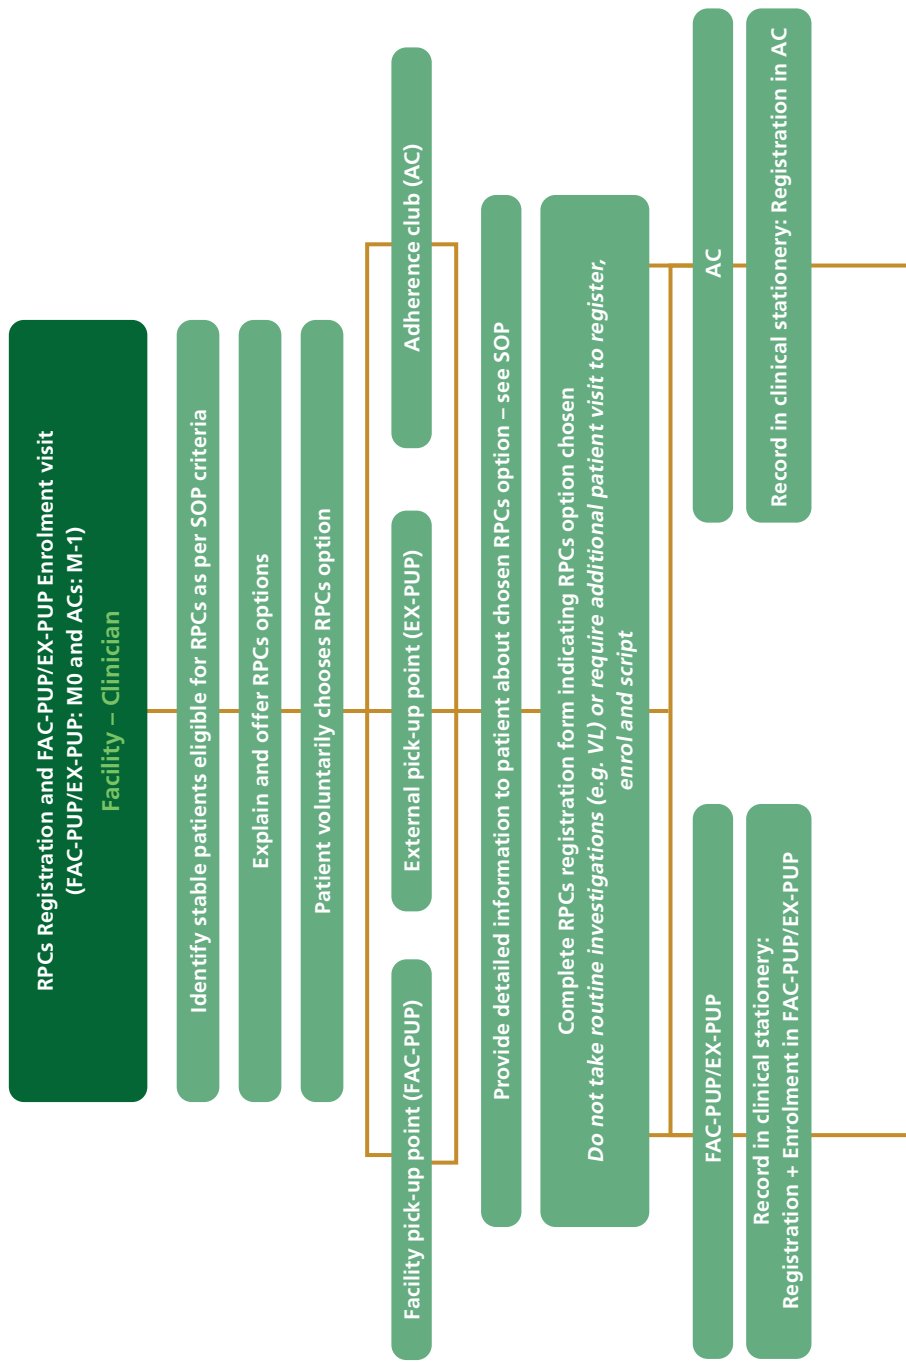 RPCs Registration and FAC-PUP/EX-PUP Enrolment visit
(FAC-PUP/EX-PUP: M0 and ACs: M-1)
Facility – Clinician
Identify stable patients eligible for RPCs as per SOP criteria
Explain and offer RPCs options
Patient voluntarily chooses RPCs option
Facility pick-up point (FAC-PUP)
External pick-up point (EX-PUP)
Adherence club (AC)
Provide detailed information to patient about chosen RPCs option – see SOP
Complete RPCs registration form indicating RPCs option chosen
Do not take routine investigations (e.g. VL) or require additional patient visit to register,
enrol and script
FAC-PUP/EX-PUP
Record in clinical stationery:
Registration + Enrolment in FAC-PUP/EX-PUP
AC
Record in clinical stationery: Registration in AC